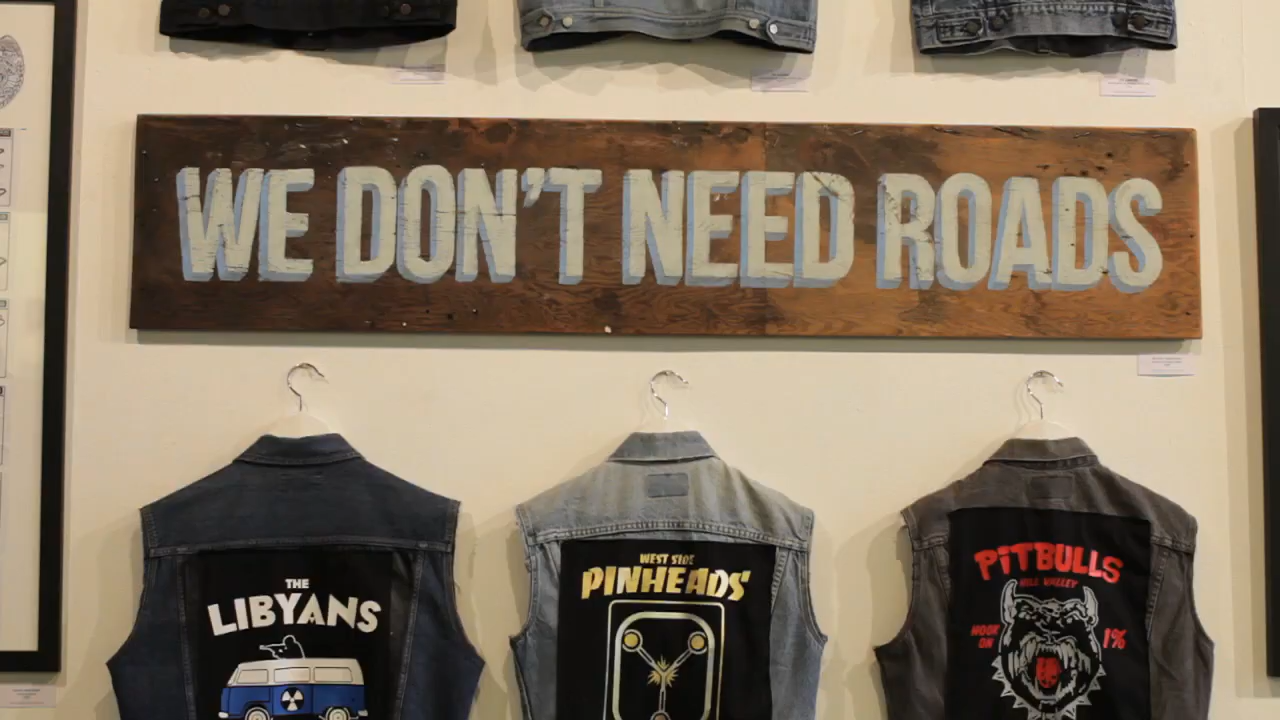 WE DON'T NEED ROADS
THE
LIBYANS
WEST SIDE
PINHEADS
PITBULLS
HILL VALLEY
HOOK
ON
1%